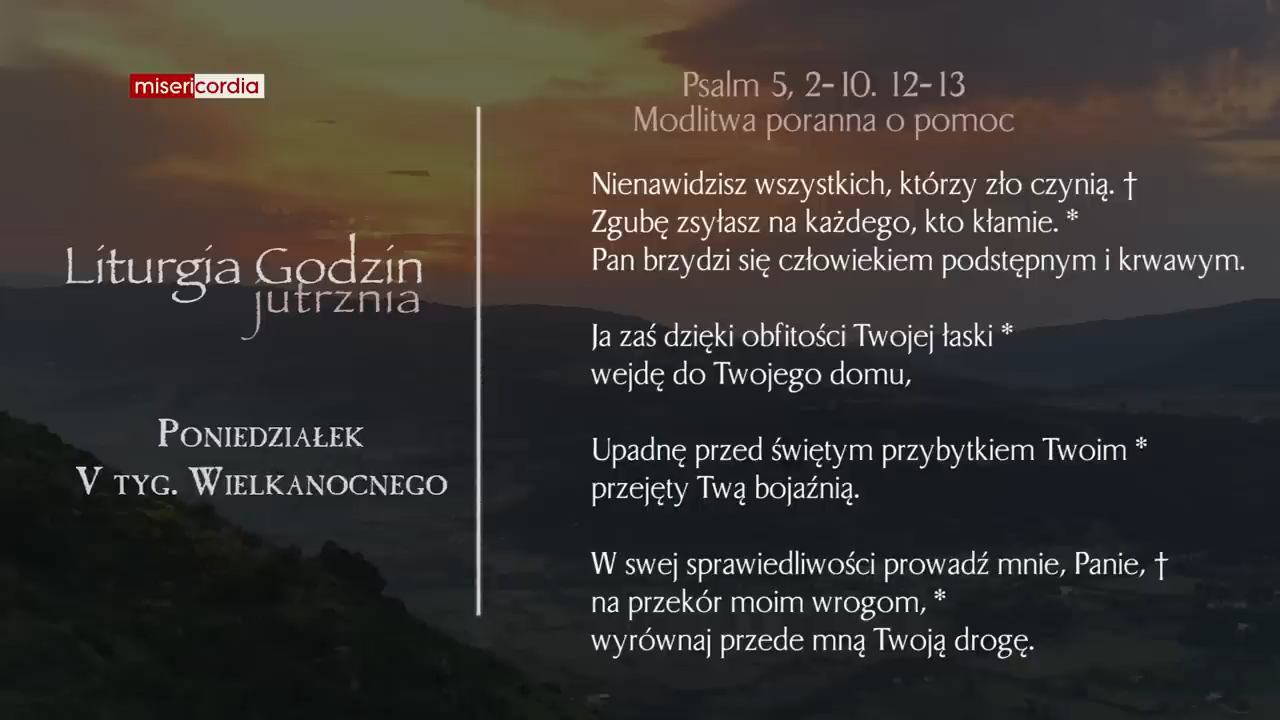 misericordia
Liturgia Godzin
jutrznia
Poniedziałek
V tyg. Wielkanocnego
Psalm 5, 2-10. 12-13
Modlitwa poranna o pomoc
Nienawidzisz wszystkich, którzy zło czynią. †
Zgubę zsyłasz na każdego, kto kłamie. *
Pan brzydzi się człowiekiem podstępnym i krwawym.
Ja zaś dzięki obfitości Twojej łaski *
wejdę do Twojego domu,
Upadnę przed świętym przybytkiem Twoim *
przejęty Twą bojaźnią.
W swej sprawiedliwości prowadź mnie, Panie, †
na przekór moim wrogom, *
wyrównaj przede mną Twoją drogę.